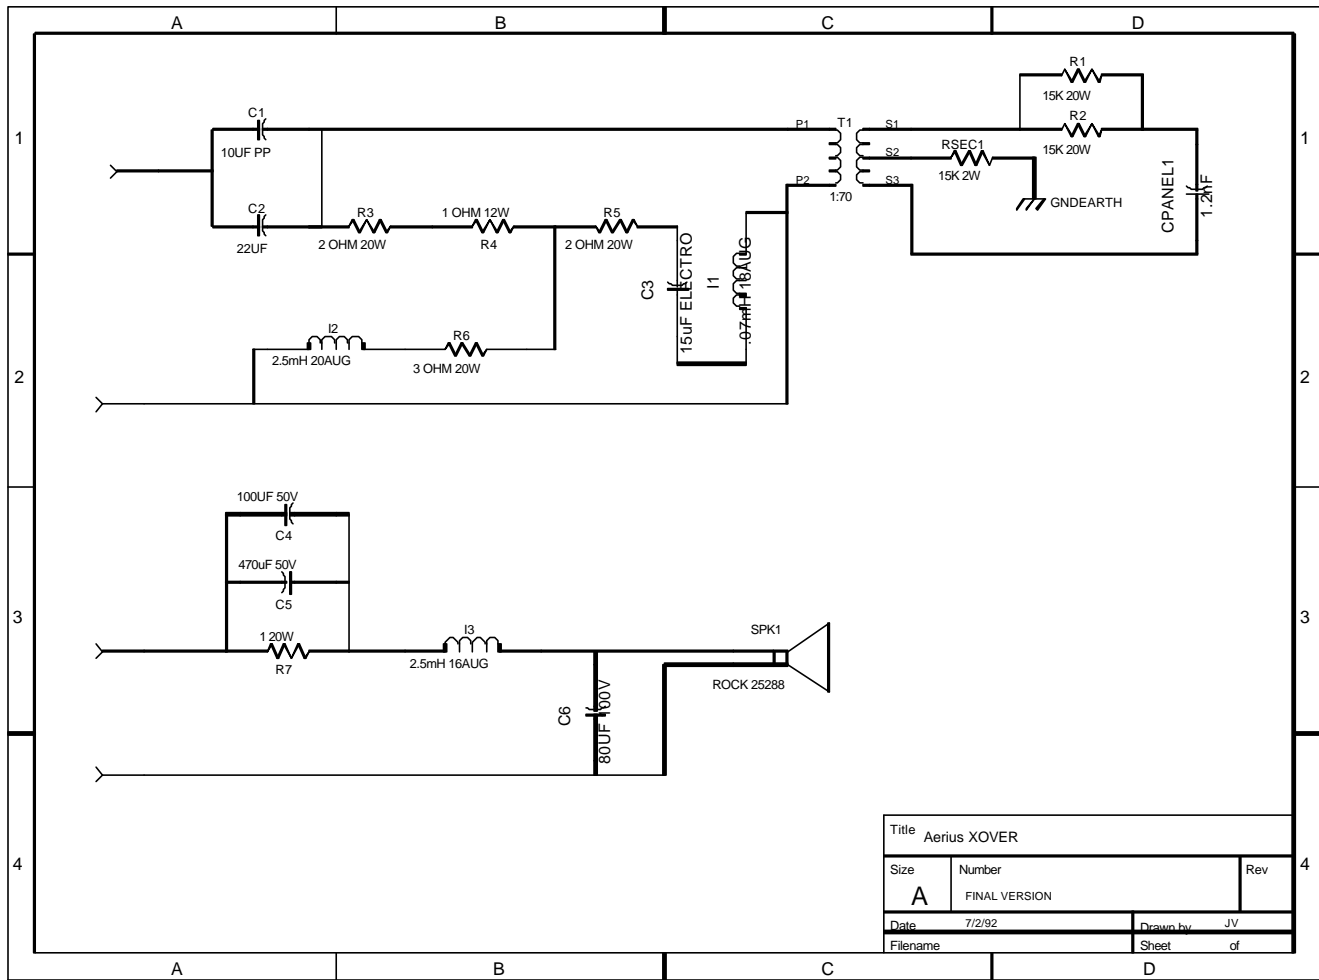 A B C D
1
1
C1
10UF PP
C2
22UF
R3
2 OHM 20W
1 OHM 12W
R4
R5
2 OHM 20W
P1
P2
T1
1:70
S1
S2
S3
RSEC1
15K 2W
GNDEARTH
R1
15K 20W
R2
15K 20W
CPANEL1
1.2nF
2
2
I2
2.5mH 20AUG
R6
3 OHM 20W
C3
15uF ELECTRO
I1
.07mH 18AUG
3
3
100UF 50V
C4
470uF 50V
C5
1 20W
R7
I3
2.5mH 16AUG
C6
80UF 100V
SPK1
ROCK 25288
4
4
Title Aerius XOVER
Size Number Rev
A FINAL VERSION
Date 7/2/92 Drawn by JV
Filename Sheet of
A B C D